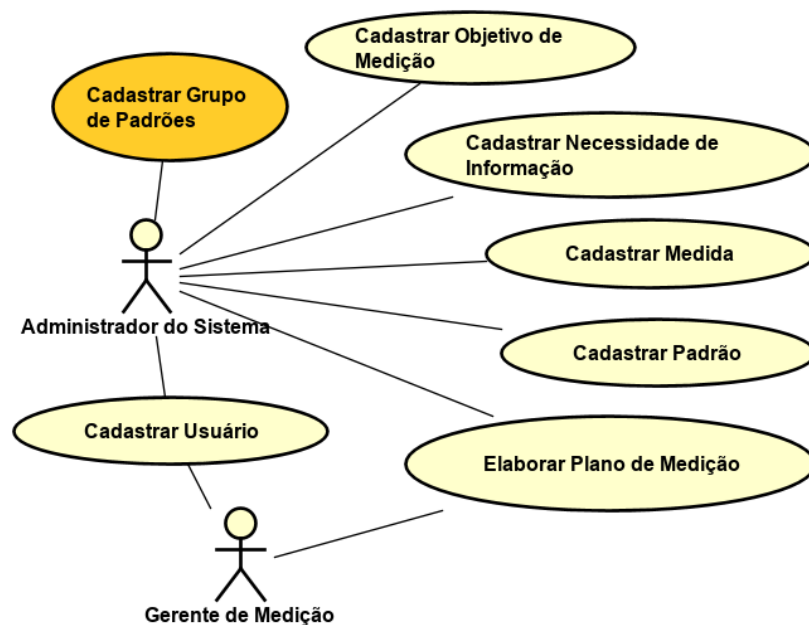 Cadastrar Objetivo de
Medição
Cadastrar Grupo
de Padrões
Cadastrar Necessidade de
Informação
Cadastrar Medida
Administrador do Sistema
Cadastrar Padrão
Cadastrar Usuário
Elaborar Plano de Medição
Gerente de Medição